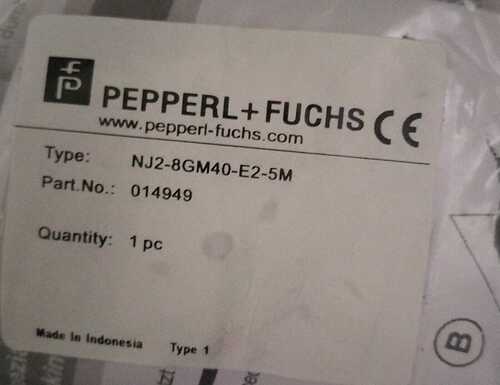 PEPPERL+FUCHS CE
www.pepperl-fuchs.com
Type: NJ2-8GM40-E2-5M
Part.No.: 014949
Quantity: 1 pc
Made in Indonesia Type 1
B